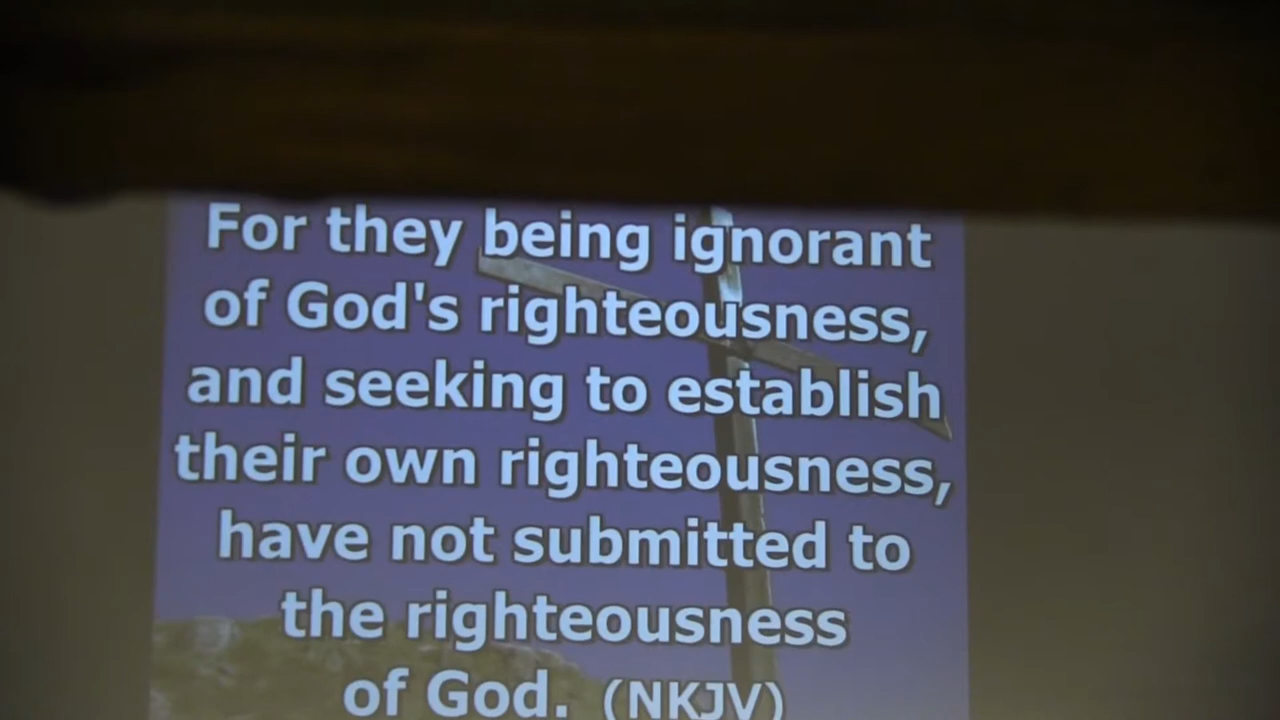 For they being ignorant
of God's righteousness,
and seeking to establish
their own righteousness,
have not submitted to
the righteousness
of God. (NKJV)